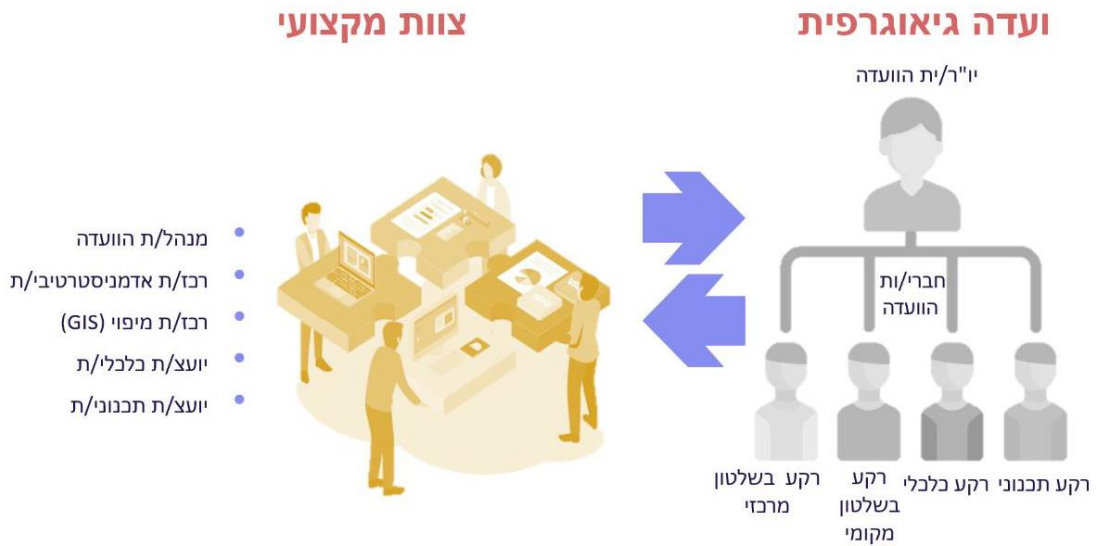 ועדה גיאוגרפית
יו"ר/ית הוועדה
חברי/ות
הוועדה
רקע תכנוני
רקע כלכלי
רקע
בשלטון
מקומי
רקע בשלטון
מרכזי
צוות מקצועי
מנהל/ת הוועדה
רכז/ת אדמניסטרטיבי/ת
רכז/ת מיפוי (GIS)
יועצ/ת כלכלי/ת
יועצ/ת תכנוני/ת